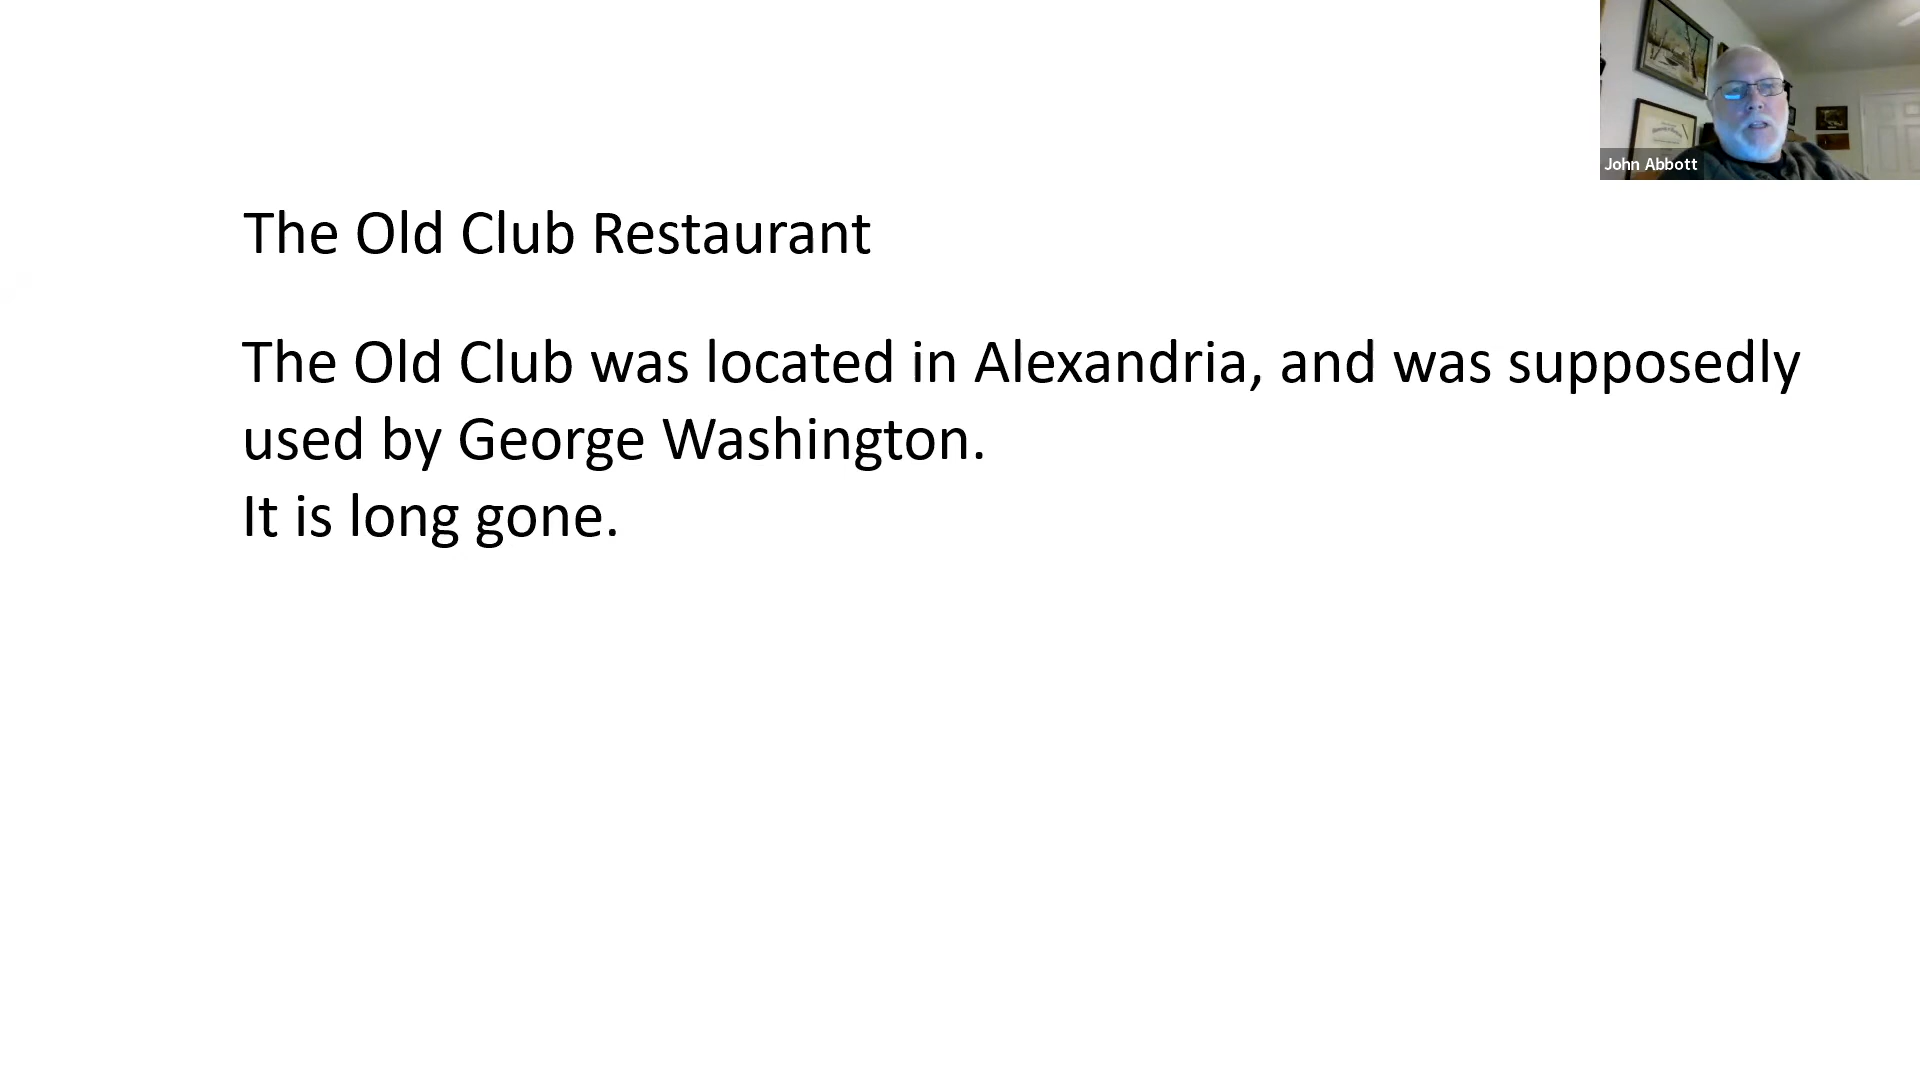 John Abbott
The Old Club Restaurant
The Old Club was located in Alexandria, and was supposedly
used by George Washington.
It is long gone.